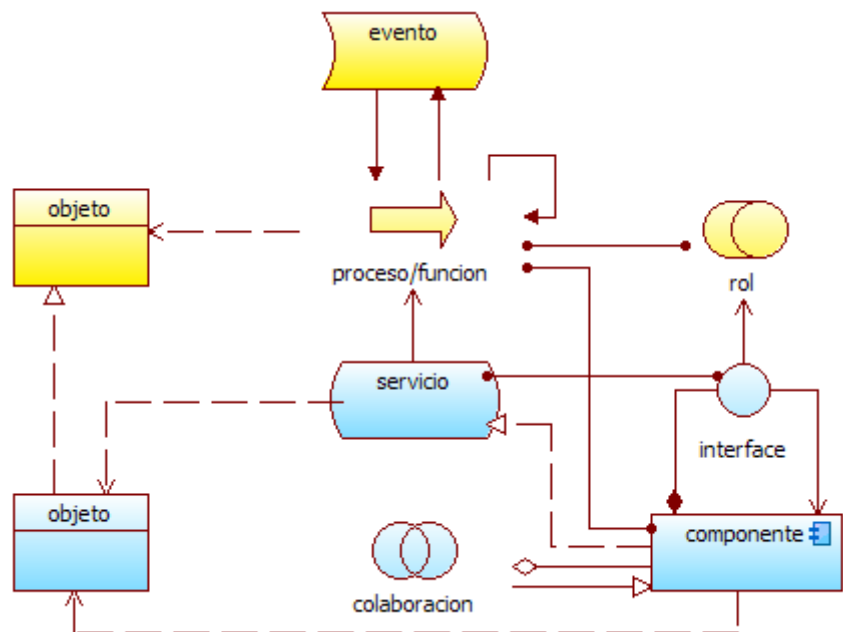 evento
objeto
proceso/funcion
rol
servicio
interface
objeto
componente
colaboracion